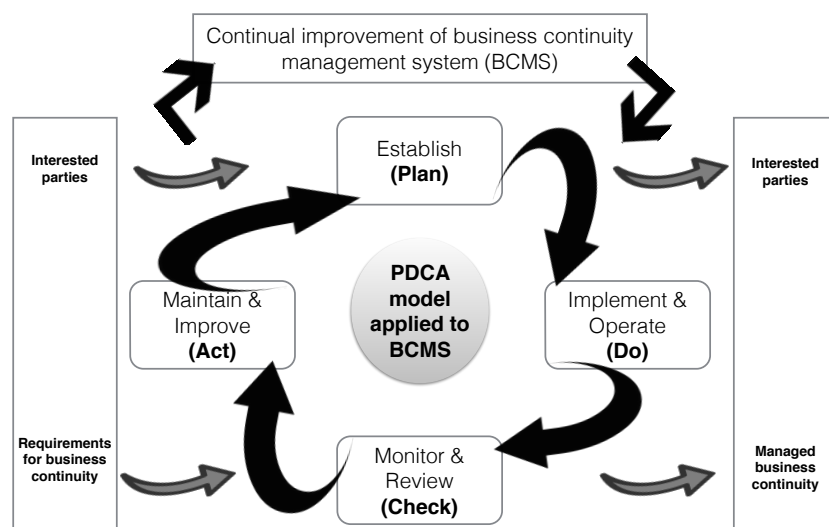 Continual improvement of business continuity
management system (BCMS)
Interested
parties
Establish
(Plan)
Interested
parties
Maintain &
Improve
(Act)
PDCA
model
applied to
BCMS
Implement &
Operate
(Do)
Requirements
for business
continuity
Monitor &
Review
(Check)
Managed
business
continuity